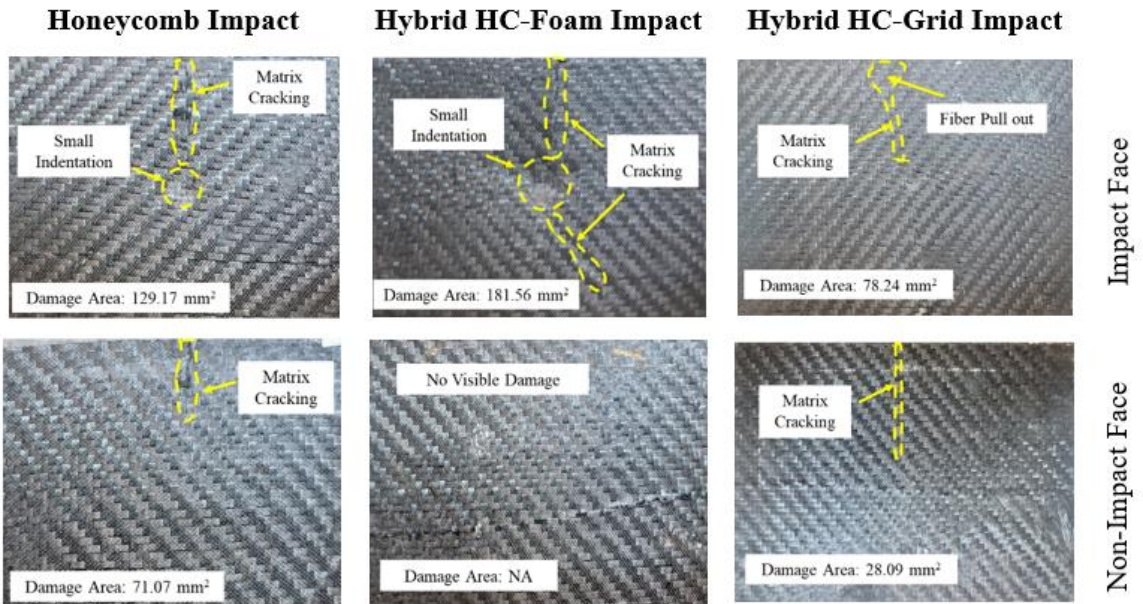 Honeycomb Impact
Hybrid HC-Foam Impact
Hybrid HC-Grid Impact
Matrix
Cracking
Small
Indentation
Damage Area: 129.17 mm²
Small
Indentation
Matrix
Cracking
Damage Area: 181.56 mm²
Fiber Pull out
Matrix
Cracking
Damage Area: 78.24 mm²
Impact Face
Matrix
Cracking
Damage Area: 71.07 mm²
No Visible Damage
Damage Area: NA
Matrix
Cracking
Damage Area: 28.09 mm²
Non-Impact Face